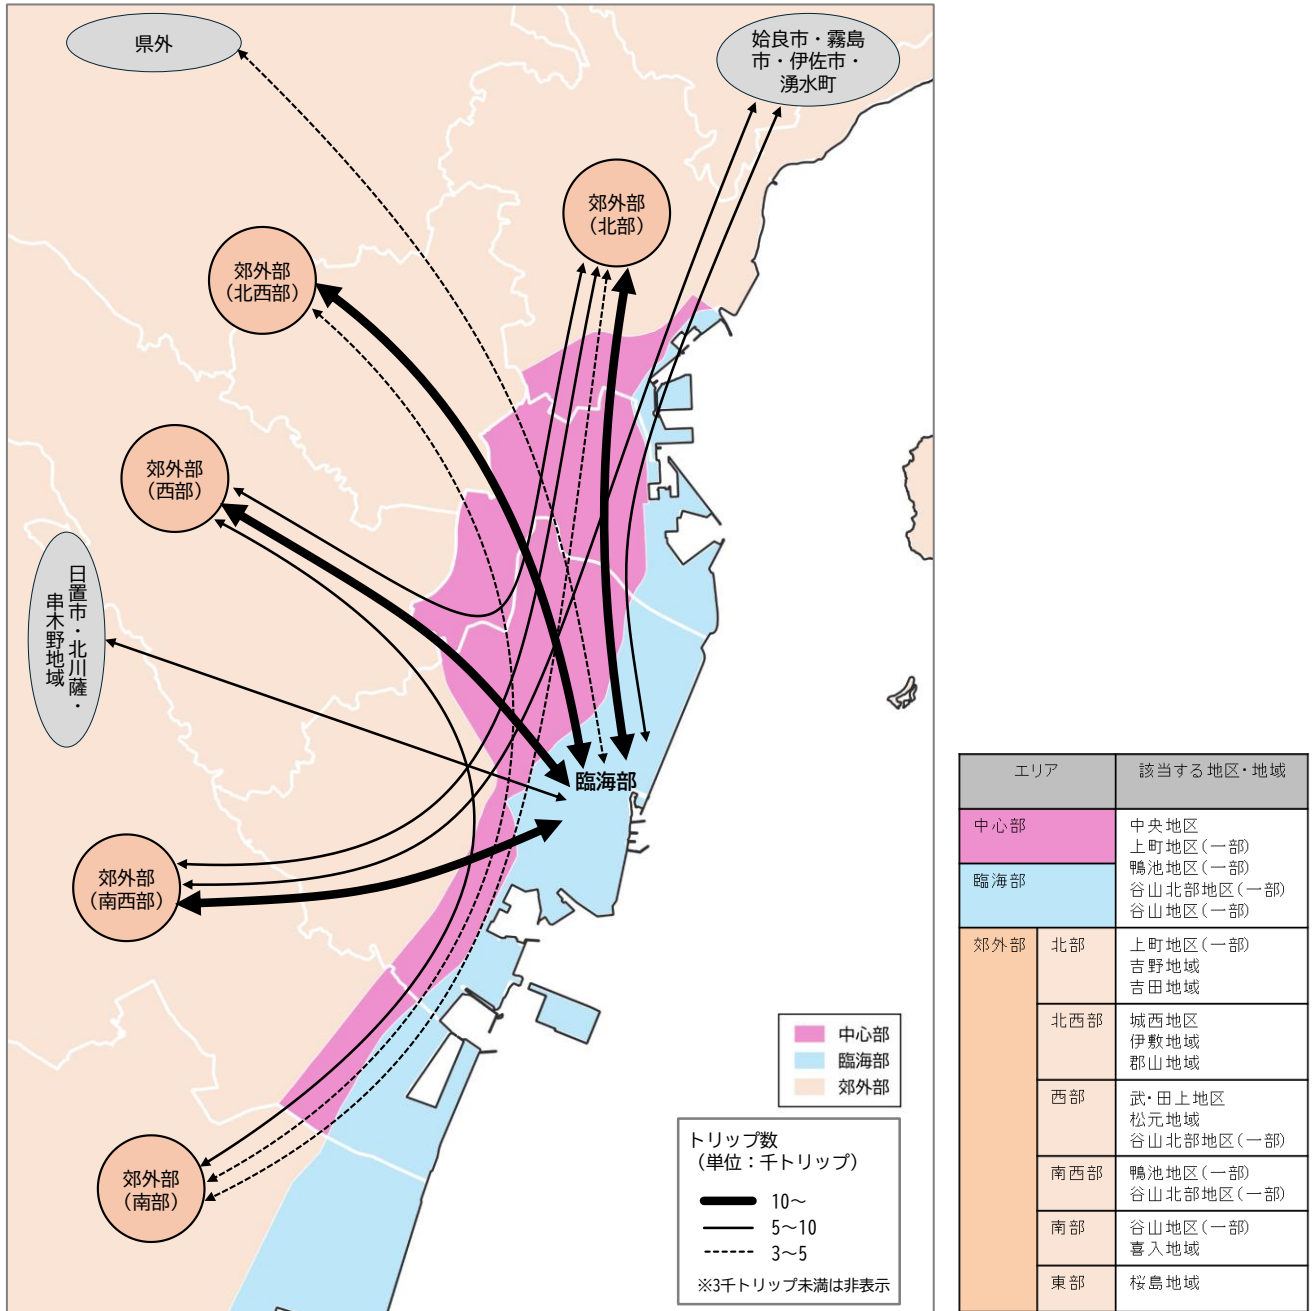 県外
姶良市・霧島
市・伊佐市・
湧水町
郊外部
（北部）
郊外部
（北西部）
郊外部
（西部）
日置市・北川薩・
串木野地域
臨海部
郊外部
（南西部）
郊外部
（南部）
中心部
臨海部
郊外部
トリップ数
（単位：千トリップ）
10～
5～10
3～5
※3千トリップ未満は非表示
エリア
該当する地区・地域
中心部
臨海部
中央地区
上町地区(一部)
鴨池地区(一部)
谷山北部地区(一部)
谷山地区(一部)
郊外部
北部
上町地区(一部)
吉野地域
吉田地域
北西部
城西地区
伊敷地域
郡山地域
西部
武・田上地区
松元地域
谷山北部地区(一部)
南西部
鴨池地区(一部)
谷山北部地区(一部)
南部
谷山地区(一部)
喜入地域
東部
桜島地域